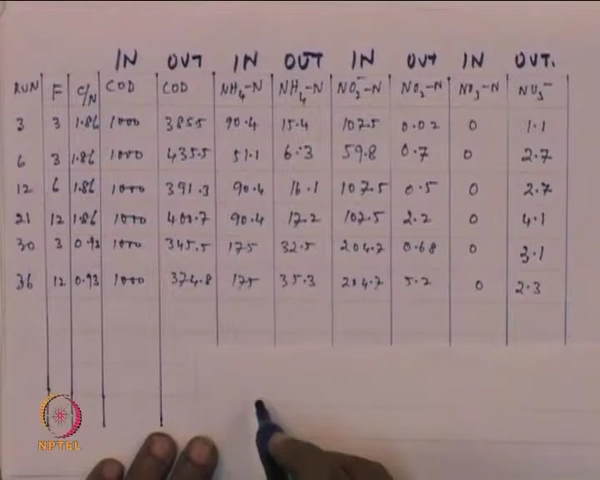 IN OUT IN OUT IN OUT IN OUT.
RUN F C/N COD COD NH4-N NH4-N NO2⁻-N NO2-N NO3-N NO3⁻
3 3 1.86 1000 385.5 90.4 15.4 107.5 0.02 0 1.1
6 3 1.86 1000 435.5 51.1 6.3 59.8 0.7 0 2.7
12 6 1.86 1000 391.3 90.4 16.1 107.5 0.5 0 2.7
21 12 1.86 1000 400.7 90.4 17.2 107.5 2.2 0 4.1
30 3 0.92 1000 345.5 175 32.5 204.7 0.68 0 3.1
36 12 0.93 1000 374.8 175 35.3 204.7 5.2 0 2.3
NPTEL